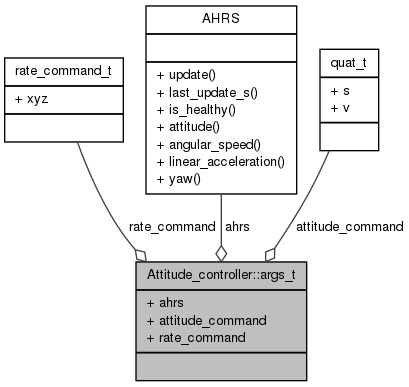 AHRS
rate_command_t
+ xyz
+ update()
+ last_update_s()
+ is_healthy()
+ attitude()
+ angular_speed()
+ linear_acceleration()
+ yaw()
quat_t
+ s
+ v
rate_command
ahrs
attitude_command
Attitude_controller::args_t
+ ahrs
+ attitude_command
+ rate_command